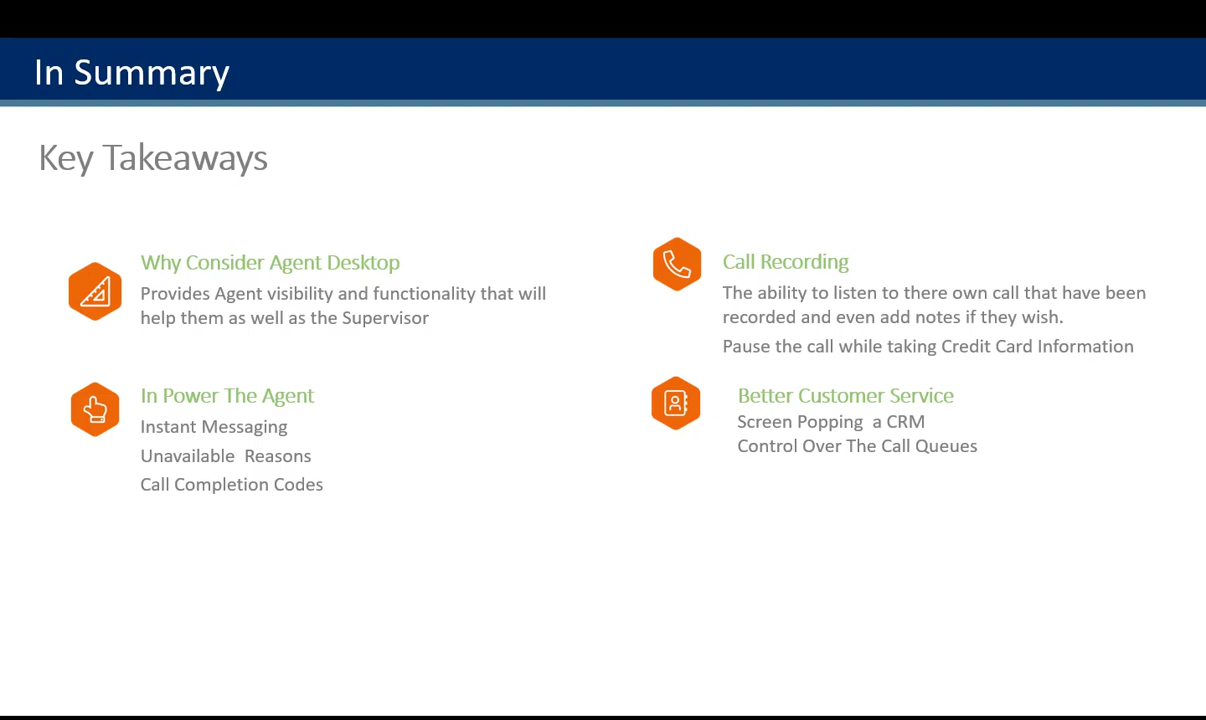 In Summary
Key Takeaways
Why Consider Agent Desktop
Provides Agent visibility and functionality that will
help them as well as the Supervisor
In Power The Agent
Instant Messaging
Unavailable  Reasons
Call Completion Codes
Call Recording
The ability to listen to there own call that have been
recorded and even add notes if they wish.
Pause the call while taking Credit Card Information
Better Customer Service
Screen Popping  a CRM
Control Over The Call Queues